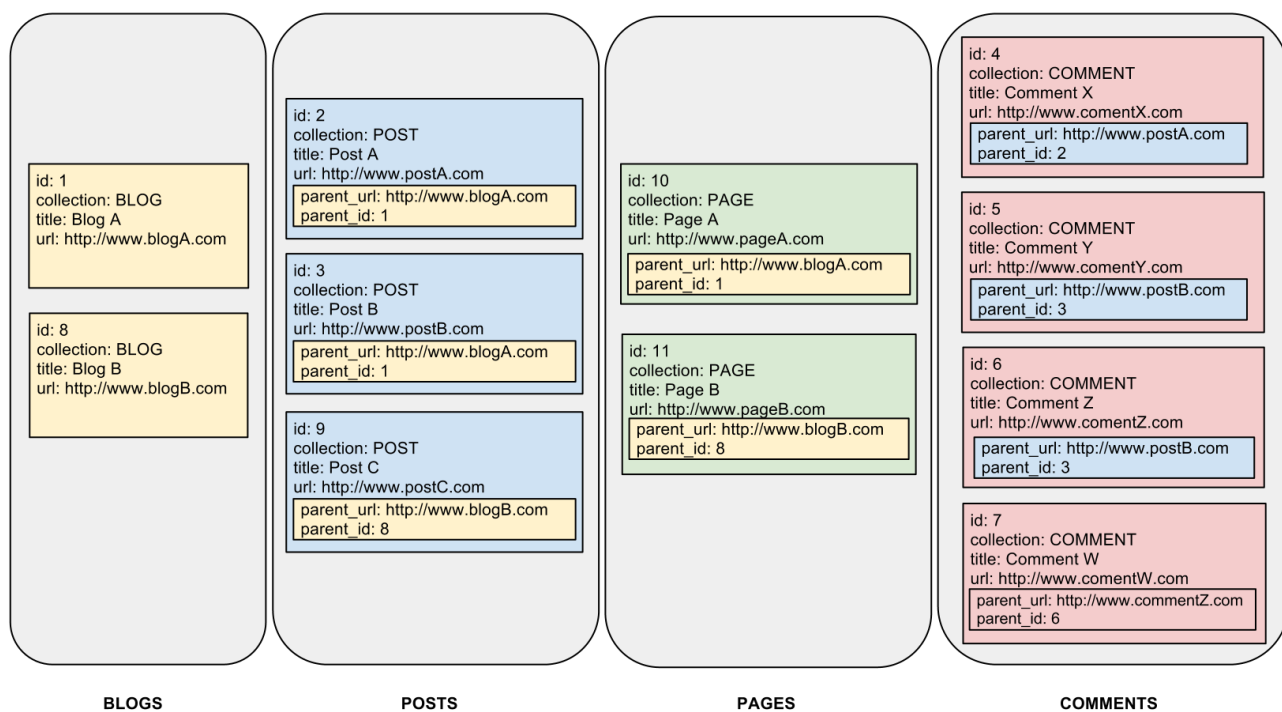 id: 1
collection: BLOG
title: Blog A
url: http://www.blogA.com
id: 8
collection: BLOG
title: Blog B
url: http://www.blogB.com
BLOGS
id: 2
collection: POST
title: Post A
url: http://www.postA.com
parent_url: http://www.blogA.com
parent_id: 1
id: 3
collection: POST
title: Post B
url: http://www.postB.com
parent_url: http://www.blogA.com
parent_id: 1
id: 9
collection: POST
title: Post C
url: http://www.postC.com
parent_url: http://www.blogB.com
parent_id: 8
POSTS
id: 10
collection: PAGE
title: Page A
url: http://www.pageA.com
parent_url: http://www.blogA.com
parent_id: 1
id: 11
collection: PAGE
title: Page B
url: http://www.pageB.com
parent_url: http://www.blogB.com
parent_id: 8
PAGES
id: 4
collection: COMMENT
title: Comment X
url: http://www.comentX.com
parent_url: http://www.postA.com
parent_id: 2
id: 5
collection: COMMENT
title: Comment Y
url: http://www.comentY.com
parent_url: http://www.postB.com
parent_id: 3
id: 6
collection: COMMENT
title: Comment Z
url: http://www.comentZ.com
parent_url: http://www.postB.com
parent_id: 3
id: 7
collection: COMMENT
title: Comment W
url: http://www.comentW.com
parent_url: http://www.commentZ.com
parent_id: 6
COMMENTS